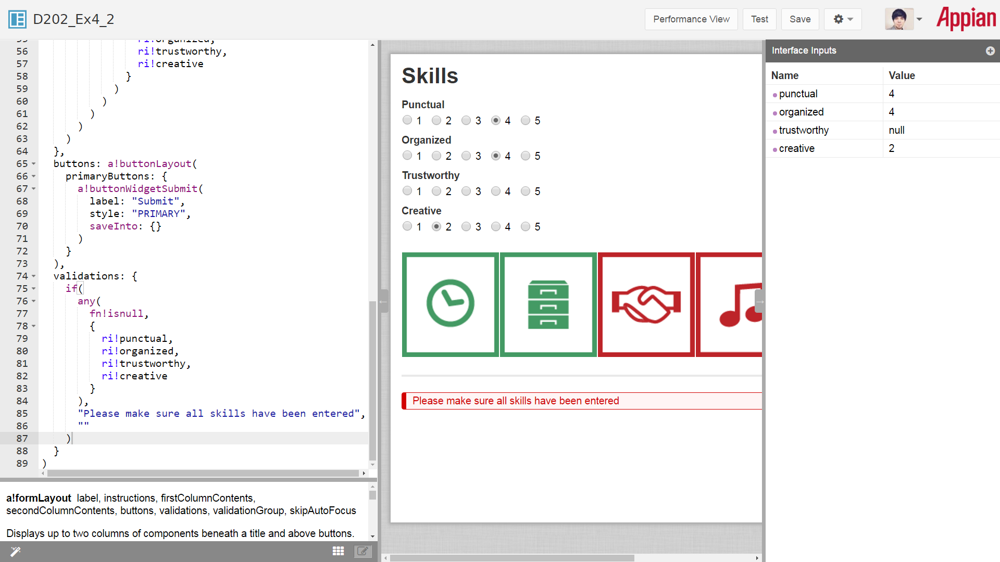 D202_Ex4_2
Performance View
Test
Save
Appian
55 ri!organized,
56 ri!trustworthy,
57 ri!creative
58 }
59 )
60 )
61 )
62 )
63 )
64 },
65 buttons: a!buttonLayout(
66 primaryButtons: {
67 a!buttonWidgetSubmit(
68 label: "Submit",
69 style: "PRIMARY",
70 saveInto: {}
71 )
72 }
73 ),
74 validations: {
75 if(
76 any(
77 fn!isnull,
78 {
79 ri!punctual,
80 ri!organized,
81 ri!trustworthy,
82 ri!creative
83 }
84 ),
85 "Please make sure all skills have been entered",
86 ""
87 )
88 }
89 )
a!formLayout label, instructions, firstColumnContents,
secondColumnContents, buttons, validations, validationGroup, skipAutoFocus
Displays up to two columns of components beneath a title and above buttons.
Skills
Punctual
1 2 3 4 5
Organized
1 2 3 4 5
Trustworthy
1 2 3 4 5
Creative
1 2 3 4 5
Please make sure all skills have been entered
Interface Inputs
Name Value
punctual 4
organized 4
trustworthy null
creative 2